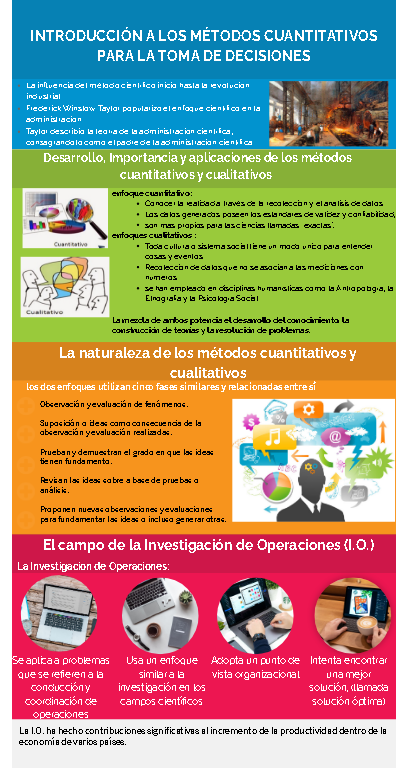 INTRODUCCIÓN A LOS MÉTODOS CUANTITATIVOS
PARA LA TOMA DE DECISIONES
La influencia del método científico inicio hasta la revolución
industrial
Frederick Winslow Taylor popularizo el enfoque científico en la
administración
Taylor describió la teoría de la administración científica,
consagrándolo como el padre de la administración científica
Desarrollo, Importancia y aplicaciones de los métodos
cuantitativos y cualitativos
enfoque cuantitativo:
Conocer la realidad a través de la recolección y el análisis de datos
Los datos generados poseen los estándares de validez y confiabilidad,
son mas propios para las ciencias llamadas "exactas".
enfoques cualitativos :
Toda cultura o sistema social tiene un modo único para entender
cosas y eventos
Recolección de datos que no se asocian a las mediciones con
números
se han empleado en disciplinas humanísticas como la Antropología, la
Etnografía y la Psicología Social
La mezcla de ambos potencia el desarrollo del conocimiento, la
construcción de teorías y la resolución de problemas.
Cuantitativo
Cualitativo
La naturaleza de los métodos cuantitativos y
cualitativos
los dos enfoques utilizan cinco fases similares y relacionadas entre sí
Observación y evaluación de fenómenos.
Suposición o ideas como consecuencia de la
observación y evaluación realizadas.
Prueban y demuestran el grado en que las ideas
tienen fundamento.
Revisan las ideas sobre a base de pruebas o
análisis.
Proponen nuevas observaciones y evaluaciones
para fundamentar las ideas o incluso generar otras.
El campo de la Investigación de Operaciones (I.O.)
La Investigacion de Operaciones:
Se aplica a problemas
que se refieren a la
conducción y
coordinación de
operaciones
Usa un enfoque
similar a la
investigación en los
campos científicos
Adopta un punto de
vista organizacional
Intenta encontrar
una mejor
solución, (llamada
solución óptima)
La I.O. ha hecho contribuciones significativas al incremento de la productividad dentro de la
economía de varios países.